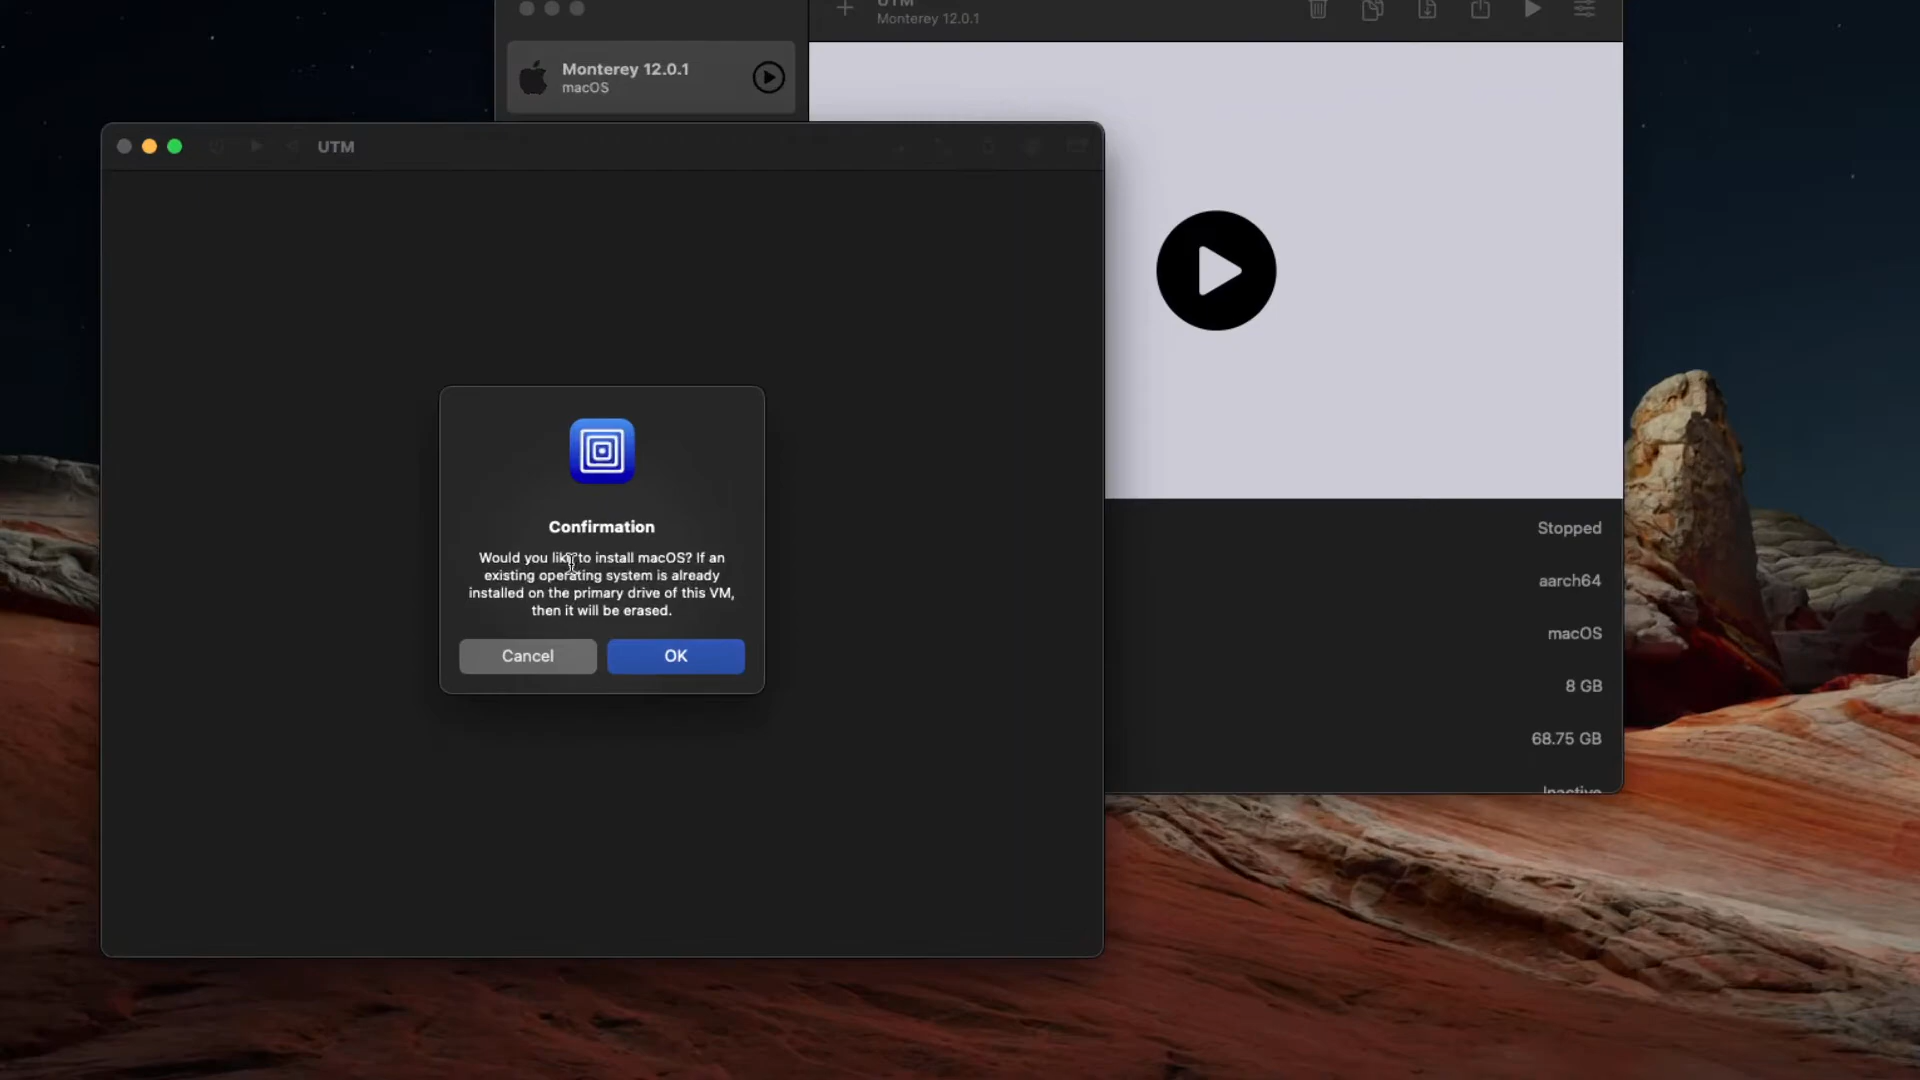 UTM
Monterey 12.0.1
Monterey 12.0.1
macOS
UTM
Confirmation
Would you like to install macOS? If an
existing operating system is already
installed on the primary drive of this VM,
then it will be erased.
Cancel
OK
Stopped
aarch64
macOS
8 GB
68.75 GB
Inactive